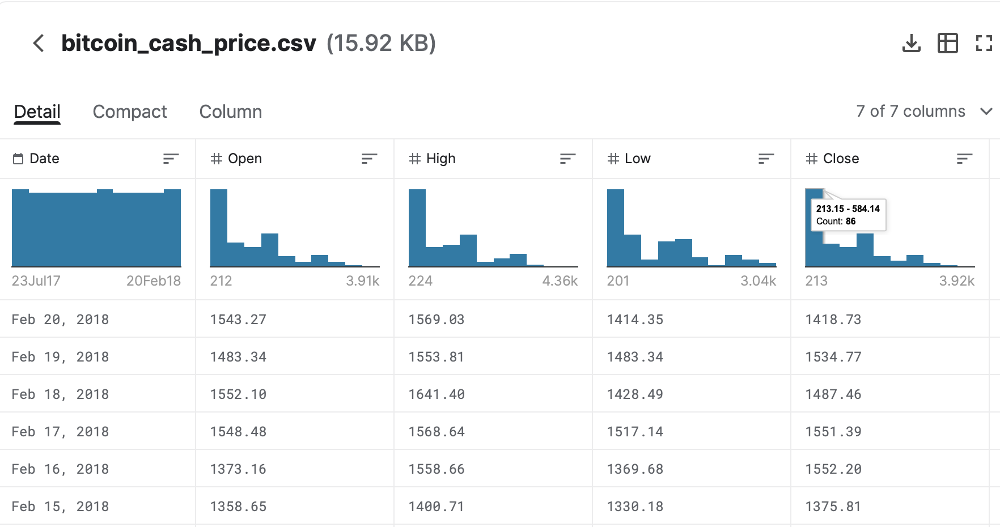 bitcoin_cash_price.csv (15.92 KB)
Detail Compact Column 7 of 7 columns
Date Open High Low Close
213.15 - 584.14
Count: 86
23Jul17 20Feb18 212 3.91k 224 4.36k 201 3.04k 213 3.92k
Feb 20, 2018 1543.27 1569.03 1414.35 1418.73
Feb 19, 2018 1483.34 1553.81 1483.34 1534.77
Feb 18, 2018 1552.10 1641.40 1428.49 1487.46
Feb 17, 2018 1548.48 1568.64 1517.14 1551.39
Feb 16, 2018 1373.16 1558.66 1369.68 1552.20
Feb 15, 2018 1358.65 1400.71 1330.18 1375.81